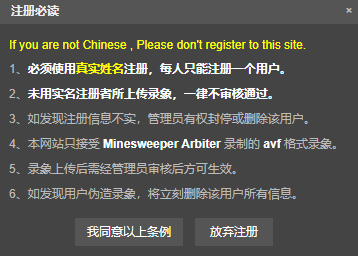 注册必读
×
If you are not Chinese , Please don't register to this site.
1、必须使用真实姓名注册，每人只能注册一个用户。
2、未用实名注册者所上传录象，一律不审核通过。
3、如发现注册信息不实，管理员有权封停或删除该用户。
4、本网站只接受 Minesweeper Arbiter 录制的 avf 格式录象。
5、录象上传后需经管理员审核后方可生效。
6、如发现用户伪造录象，将立刻删除该用户所有信息。
我同意以上条例 放弃注册